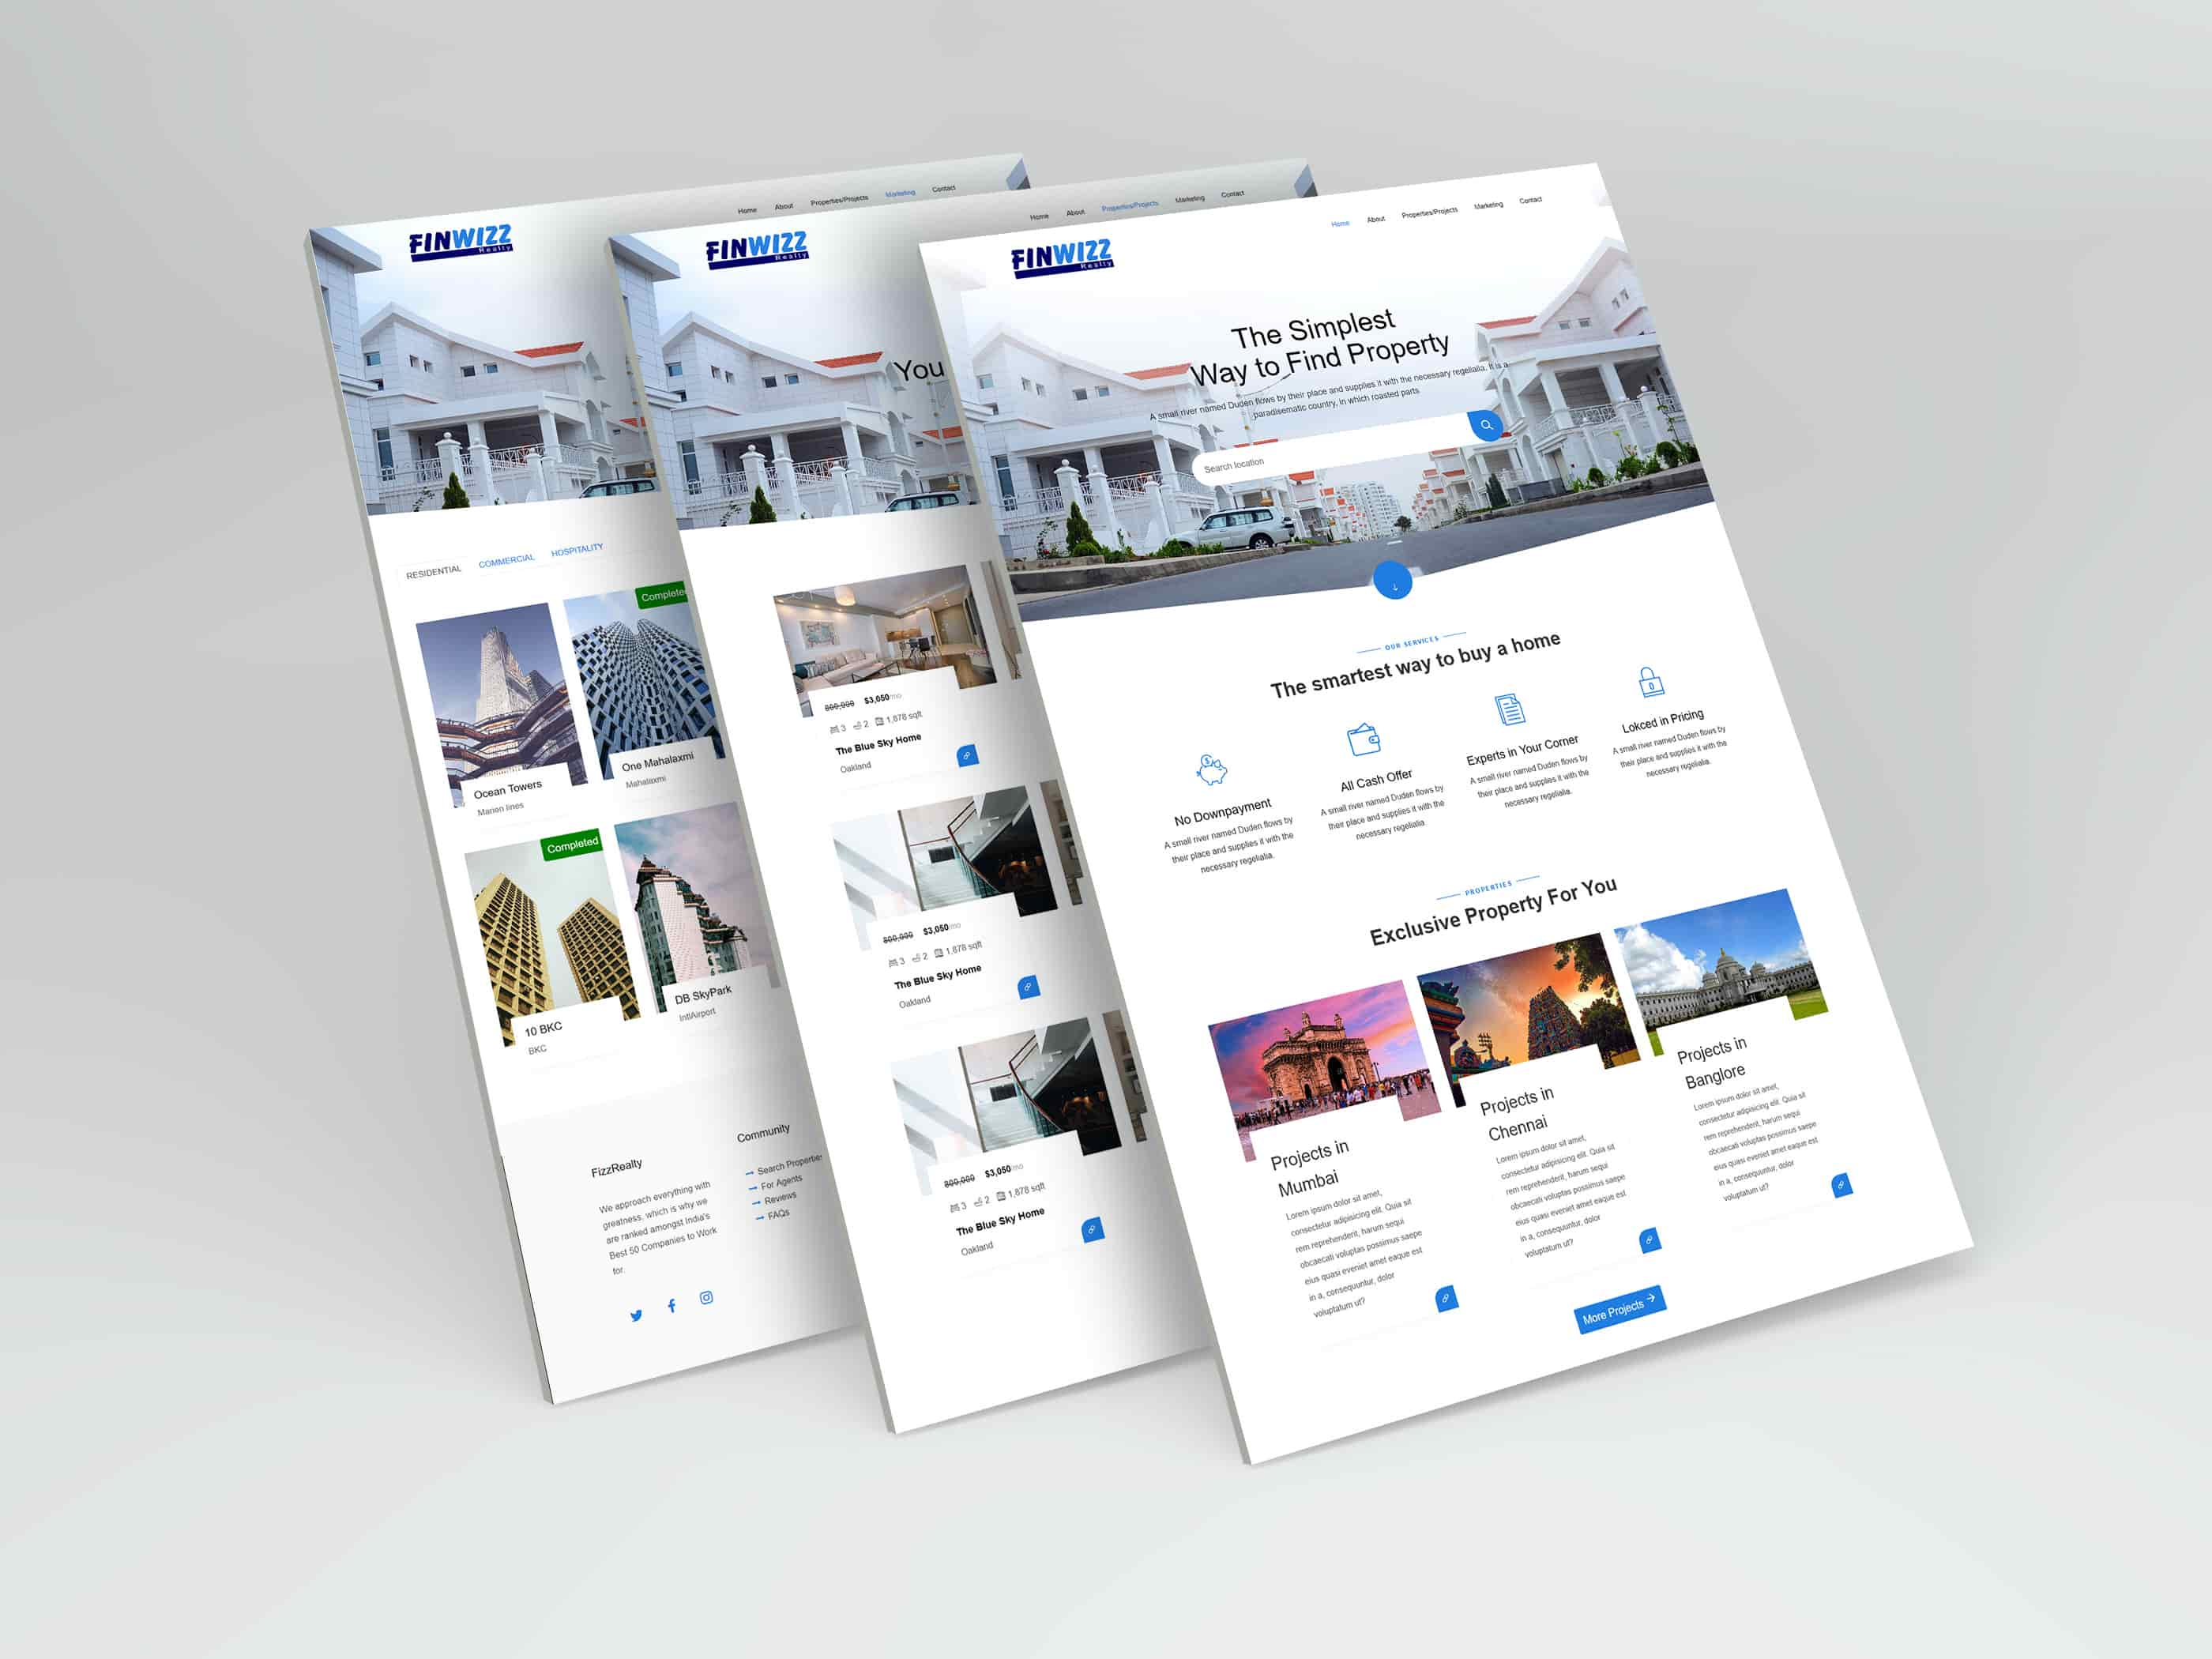 Home About Properties/Projects Marketing Contact
FINWIZZ
Realty
RESIDENTIAL COMMERCIAL HOSPITALITY
Ocean Towers
Marien lines
Complete
One Mahalaxmi
Mahalaxmi
Completed
10 BKC
BKC
DB SkyPark
IntlAirport
FizzRealty
We approach everything with
greatness, which is why we
are ranked amongst India's
Best 50 Companies to Work
for.
Community
Search Properties
For Agents
Reviews
FAQs
Home About Properties/Projects Marketing Contact
FINWIZZ
Realty
You
800,000 $3,050/mo
3 2 1,878 sqft
The Blue Sky Home
Oakland
800,000 $3,050/mo
3 2 1,878 sqft
The Blue Sky Home
Oakland
800,000 $3,050/mo
3 2 1,878 sqft
The Blue Sky Home
Oakland
Home About Properties/Projects Marketing Contact
FINWIZZ
Realty
The Simplest
Way to Find Property
A small river named Duden flows by their place and supplies it with the necessary regelialia. It is a
paradisematic country, in which roasted parts
Search location
OUR SERVICES
The smartest way to buy a home
No Downpayment
A small river named Duden flows by
their place and supplies it with the
necessary regelialia.
All Cash Offer
A small river named Duden flows by
their place and supplies it with the
necessary regelialia.
Experts in Your Corner
A small river named Duden flows by
their place and supplies it with the
necessary regelialia.
Lokced in Pricing
A small river named Duden flows by
their place and supplies it with the
necessary regelialia.
PROPERTIES
Exclusive Property For You
Projects in
Mumbai
Lorem ipsum dolor sit amet,
consectetur adipisicing elit. Quia sit
rem reprehenderit, harum sequi
obcaecati voluptas possimus saepe
eius quasi eveniet amet eaque est
in a, consequuntur, dolor
voluptatum ut?
Projects in
Chennai
Lorem ipsum dolor sit amet,
consectetur adipisicing elit. Quia sit
rem reprehenderit, harum sequi
obcaecati voluptas possimus saepe
eius quasi eveniet amet eaque est
in a, consequuntur, dolor
voluptatum ut?
Projects in
Banglore
Lorem ipsum dolor sit amet,
consectetur adipisicing elit. Quia sit
rem reprehenderit, harum sequi
obcaecati voluptas possimus saepe
eius quasi eveniet amet eaque est
in a, consequuntur, dolor
voluptatum ut?
More Projects